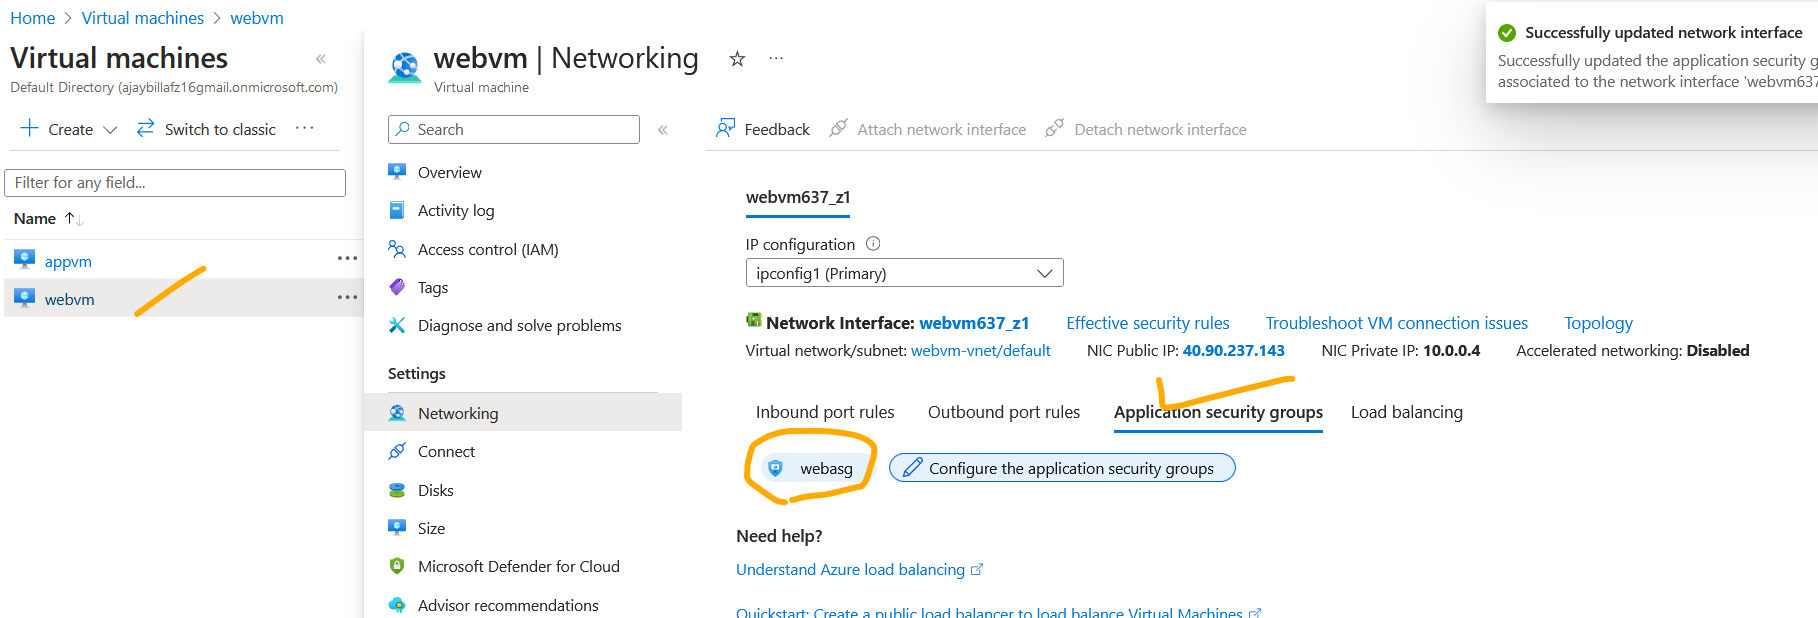 Home > Virtual machines > webvm
Virtual machines
«
Default Directory (ajaybillafz16gmail.onmicrosoft.com)
+ Create Switch to classic ...
Filter for any field...
Name ↑↓
appvm ...
webvm ...
webvm | Networking ☆ ...
Virtual machine
Search
«
Overview
Activity log
Access control (IAM)
Tags
Diagnose and solve problems
Settings
Networking
Connect
Disks
Size
Microsoft Defender for Cloud
Advisor recommendations
Feedback Attach network interface Detach network interface
webvm637_z1
IP configuration
ipconfig1 (Primary)
Network Interface: webvm637_z1 Effective security rules Troubleshoot VM connection issues Topology
Virtual network/subnet: webvm-vnet/default NIC Public IP: 40.90.237.143 NIC Private IP: 10.0.0.4 Accelerated networking: Disabled
Inbound port rules Outbound port rules Application security groups Load balancing
webasg Configure the application security groups
Need help?
Understand Azure load balancing
Quickstart: Create a public load balancer to load balance Virtual Machines
Successfully updated network interface
Successfully updated the application security g
associated to the network interface 'webvm637